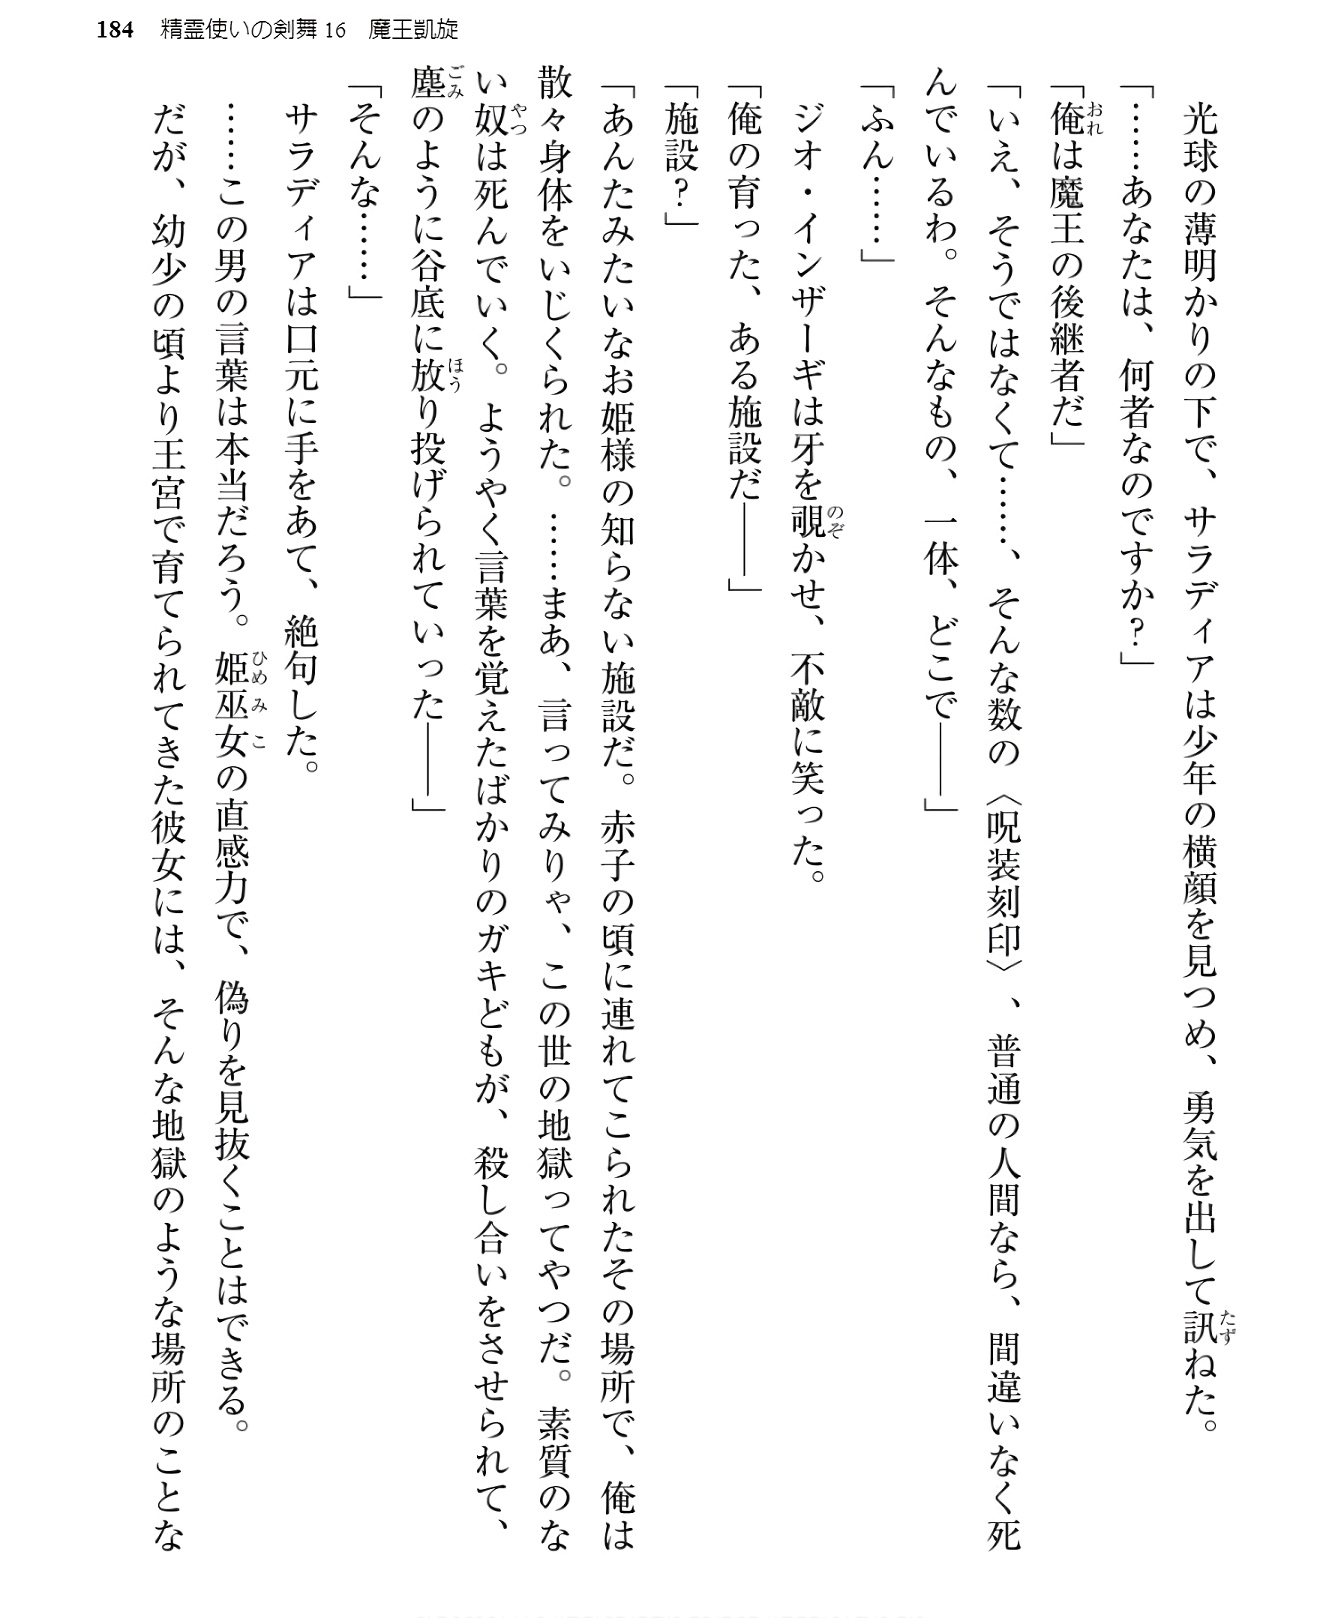 184 精霊使いの剣舞16 魔王凱旋
光球の薄明かりの下で、サラディアは少年の横顔を見つめ、勇気を出して訊ねた。
「……あなたは、何者なのですか？」
「俺は魔王の後継者だ」
「いえ、そうではなくて……、そんな数の〈呪装刻印〉、普通の人間なら、間違いなく死
んでいるわ。そんなもの、一体、どこで――」
「ふん……」
ジオ・インザーギは牙を覗かせ、不敵に笑った。
「俺の育った、ある施設だ――」
「施設？」
「あんたみたいなお姫様の知らない施設だ。赤子の頃に連れてこられたその場所で、俺は
散々身体をいじくられた。……まあ、言ってみりゃ、この世の地獄ってやつだ。素質のな
い奴は死んでいく。ようやく言葉を覚えたばかりのガキどもが、殺し合いをさせられて、
塵のように谷底に放り投げられていった――」
「そんな……」
サラディアは口元に手をあて、絶句した。
……この男の言葉は本当だろう。姫巫女の直感力で、偽りを見抜くことはできる。
だが、幼少の頃より王宮で育てられてきた彼女には、そんな地獄のような場所のことな